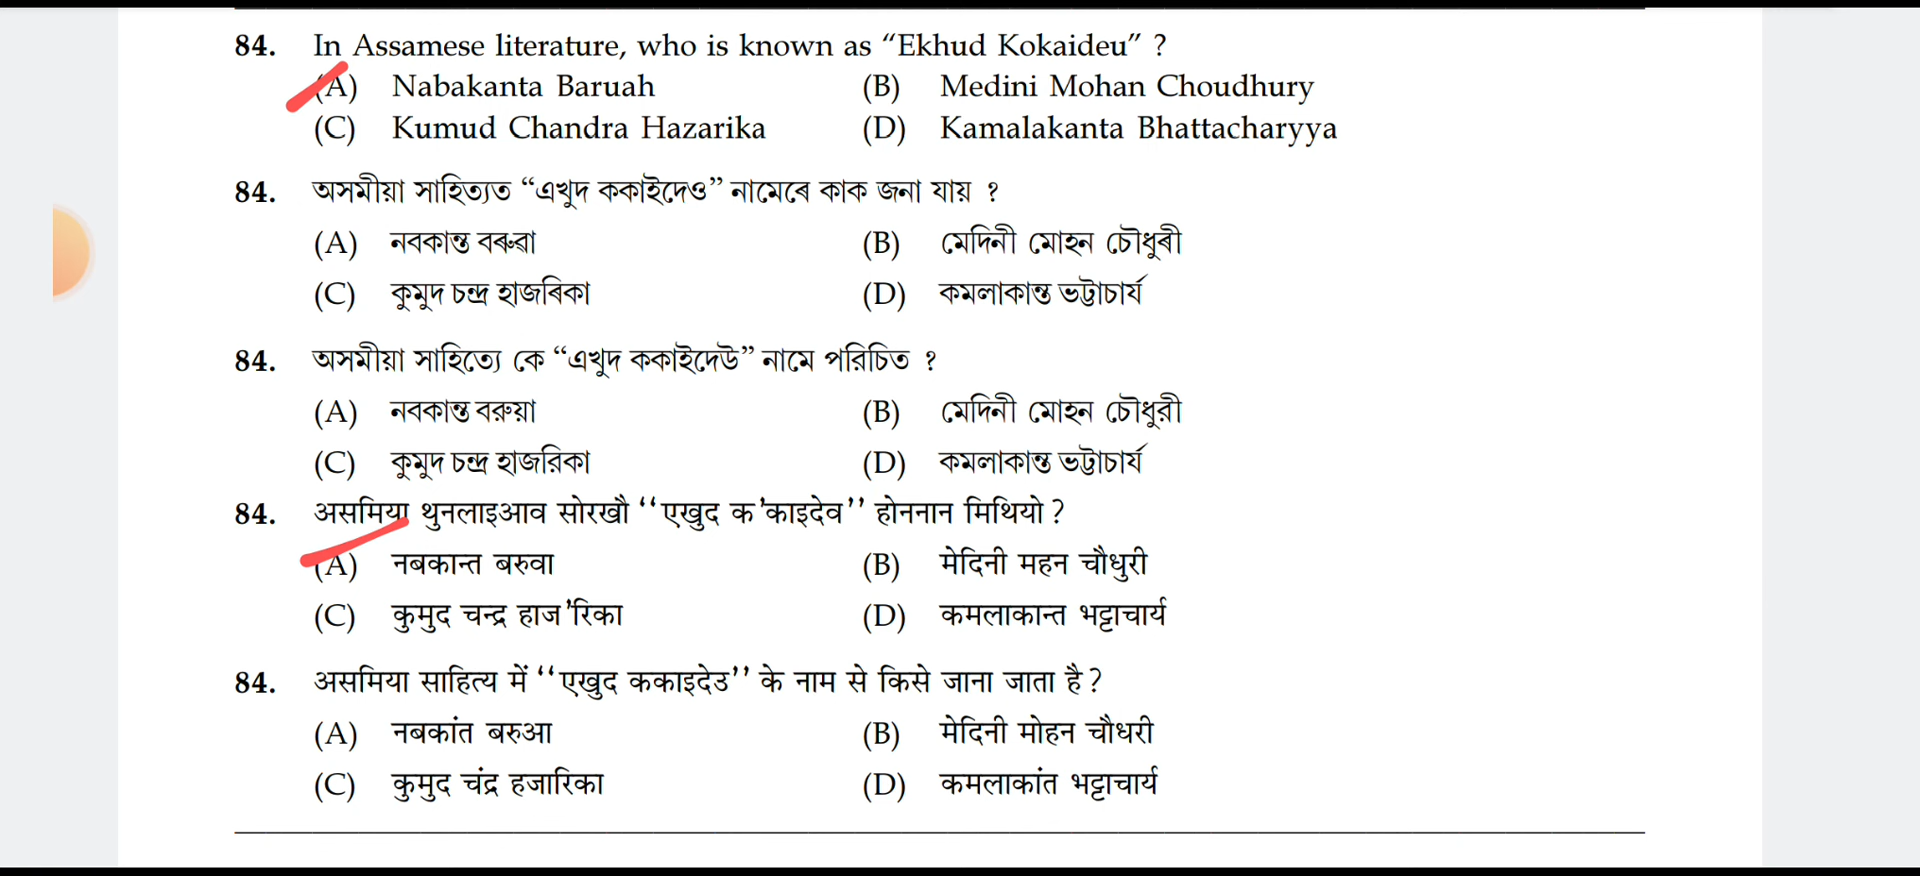 84. In Assamese literature, who is known as “Ekhud Kokaideu” ?
(A) Nabakanta Baruah (B) Medini Mohan Choudhury
(C) Kumud Chandra Hazarika (D) Kamalakanta Bhattacharyya
84. অসমীয়া সাহিত্যত “এখুদ ককাইদেও” নামেৰে কাক জনা যায় ?
(A) নবকান্ত বৰুৱা (B) মেদিনী মোহন চৌধুৰী
(C) কুমুদ চন্দ্ৰ হাজৰিকা (D) কমলাকান্ত ভট্টাচাৰ্য
84. অসমীয়া সাহিত্যে কে “এখুদ ককাইদেউ” নামে পরিচিত ?
(A) নবকান্ত বরুয়া (B) মেদিনী মোহন চৌধুরী
(C) কুমুদ চন্দ্র হাজরিকা (D) কমলাকান্ত ভট্টাচার্য
84. असमिया थुनलाइआव सोरखौ ‘‘एखुद क'काइदेव’’ होननान मिथियो ?
(A) नबकान्त बरुवा (B) मेदिनी महन चौधुरी
(C) कुमुद चन्द्र हाज'रिका (D) कमलाकान्त भट्टाचार्य
84. असमिया साहित्य में ‘‘एखुद ककाइदेउ’’ के नाम से किसे जाना जाता है ?
(A) नबकांत बरुआ (B) मेदिनी मोहन चौधरी
(C) कुमुद चंद्र हजारिका (D) कमलाकांत भट्टाचार्य